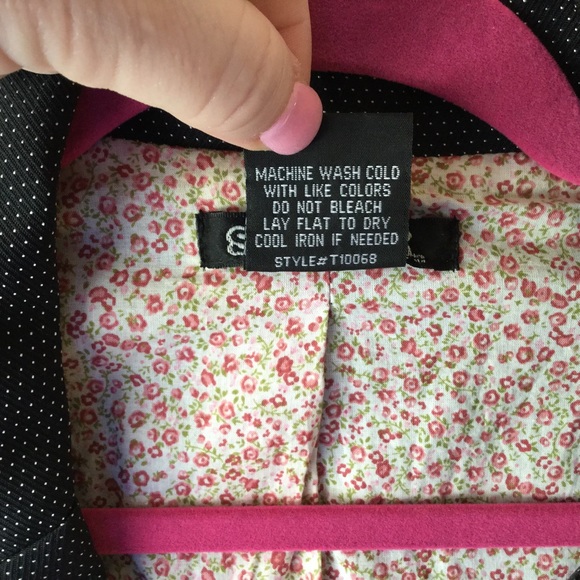 MACHINE WASH COLD
WITH LIKE COLORS
DO NOT BLEACH
LAY FLAT TO DRY
COOL IRON IF NEEDED
STYLE#T10068